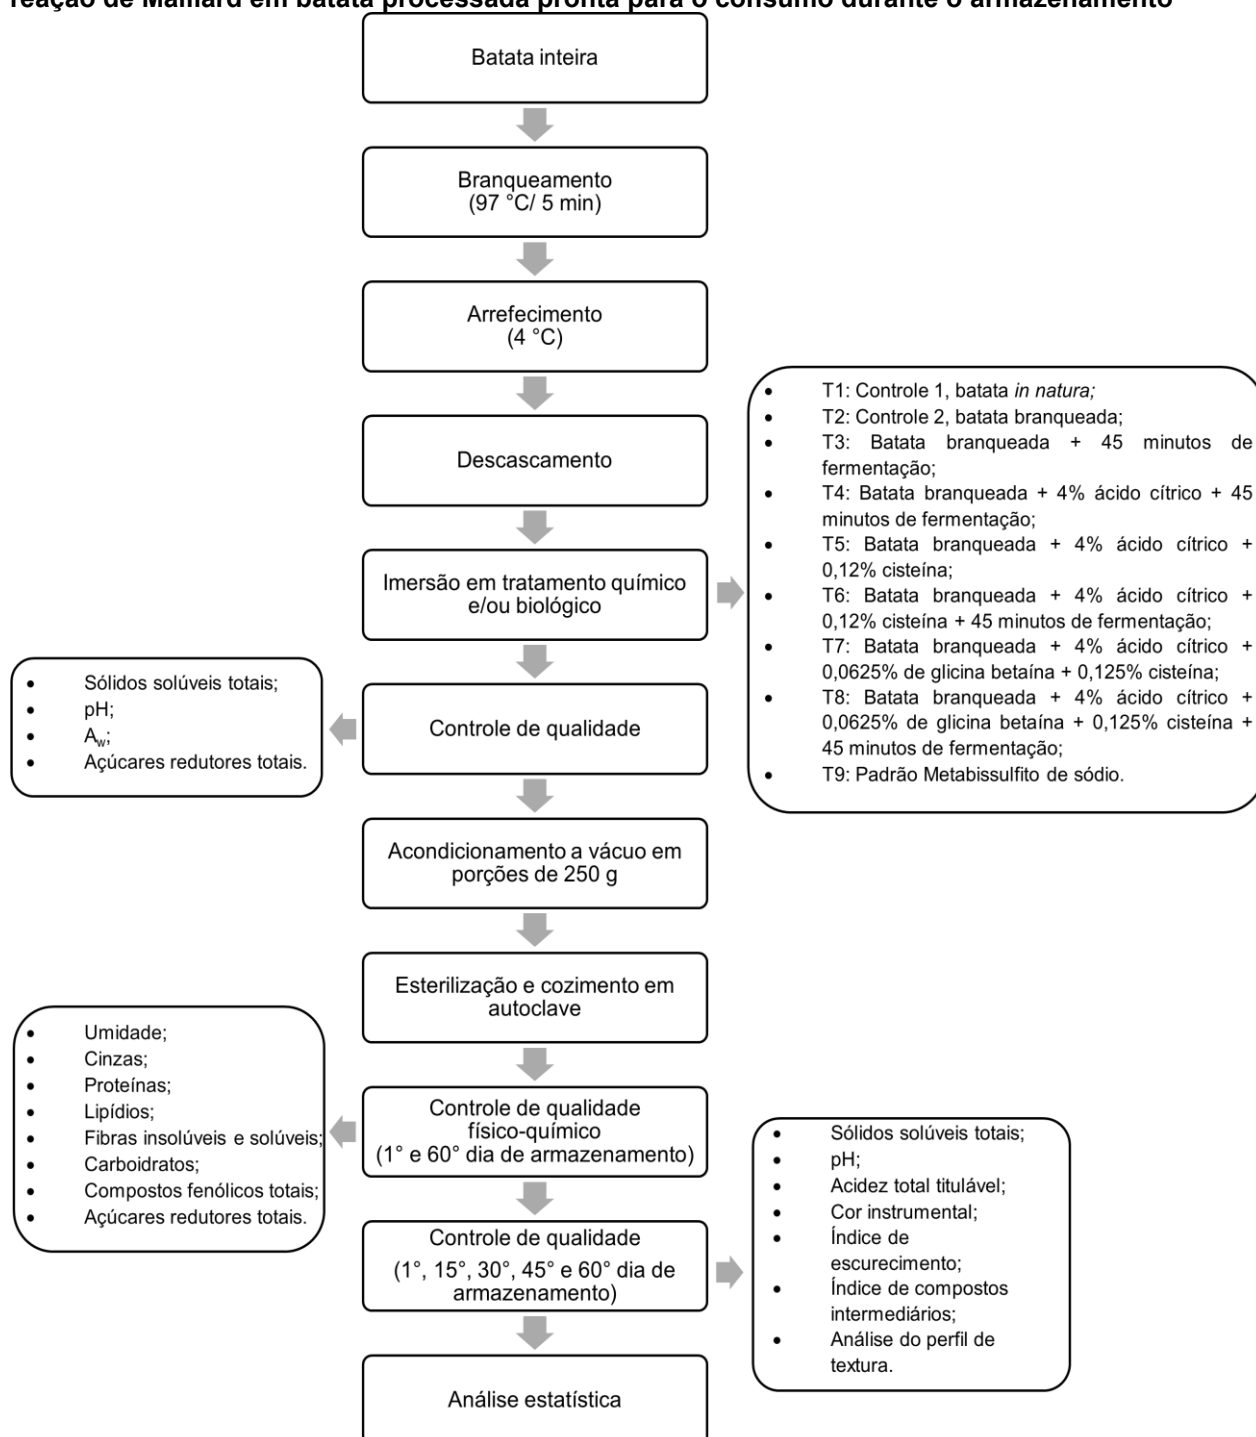 reação de Maillard em batata processada pronta para o consumo durante o armazenamento
Batata inteira
Branqueamento
(97 °C/ 5 min)
Arrefecimento
(4 °C)
Descascamento
Imersão em tratamento químico
e/ou biológico
• T1: Controle 1, batata in natura;
• T2: Controle 2, batata branqueada;
• T3: Batata branqueada + 45 minutos de
fermentação;
• T4: Batata branqueada + 4% ácido cítrico + 45
minutos de fermentação;
• T5: Batata branqueada + 4% ácido cítrico +
0,12% cisteína;
• T6: Batata branqueada + 4% ácido cítrico +
0,12% cisteína + 45 minutos de fermentação;
• T7: Batata branqueada + 4% ácido cítrico +
0,0625% de glicina betaína + 0,125% cisteína;
• T8: Batata branqueada + 4% ácido cítrico +
0,0625% de glicina betaína + 0,125% cisteína +
45 minutos de fermentação;
• T9: Padrão Metabissulfito de sódio.
Controle de qualidade
• Sólidos solúveis totais;
• pH;
• Aw;
• Açúcares redutores totais.
Acondicionamento a vácuo em
porções de 250 g
Esterilização e cozimento em
autoclave
Controle de qualidade
físico-químico
(1° e 60° dia de armazenamento)
• Umidade;
• Cinzas;
• Proteínas;
• Lipídios;
• Fibras insolúveis e solúveis;
• Carboidratos;
• Compostos fenólicos totais;
• Açúcares redutores totais.
Controle de qualidade
(1°, 15°, 30°, 45° e 60° dia de
armazenamento)
• Sólidos solúveis totais;
• pH;
• Acidez total titulável;
• Cor instrumental;
• Índice de
escurecimento;
• Índice de compostos
intermediários;
• Análise do perfil de
textura.
Análise estatística